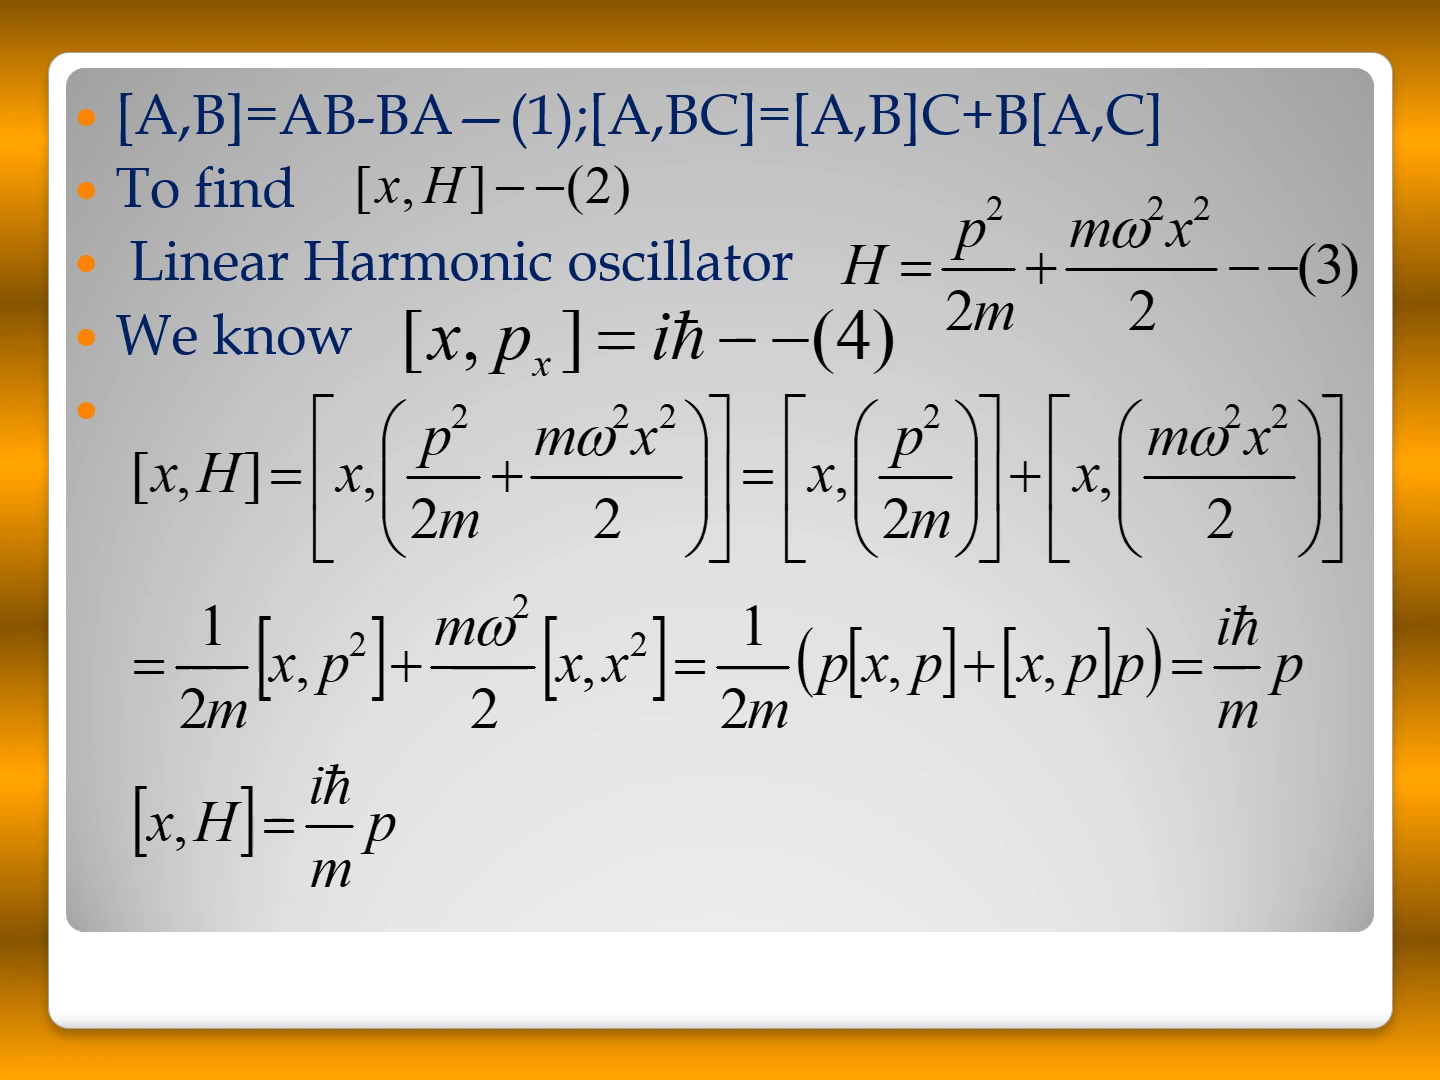 [A,B]=AB-BA—(1);[A,BC]=[A,B]C+B[A,C]
To find [x, H] − −(2)
Linear Harmonic oscillator H = p²/2m + mω²x²/2 − −(3)
We know [x, pₓ] = iħ − −(4)
[x, H] = [x, (p²/2m + mω²x²/2)] = [x, (p²/2m)] + [x, (mω²x²/2)]
= 1/2m [x, p²] + mω²/2 [x, x²] = 1/2m (p[x, p] + [x, p]p) = iħ/m p
[x, H] = iħ/m p